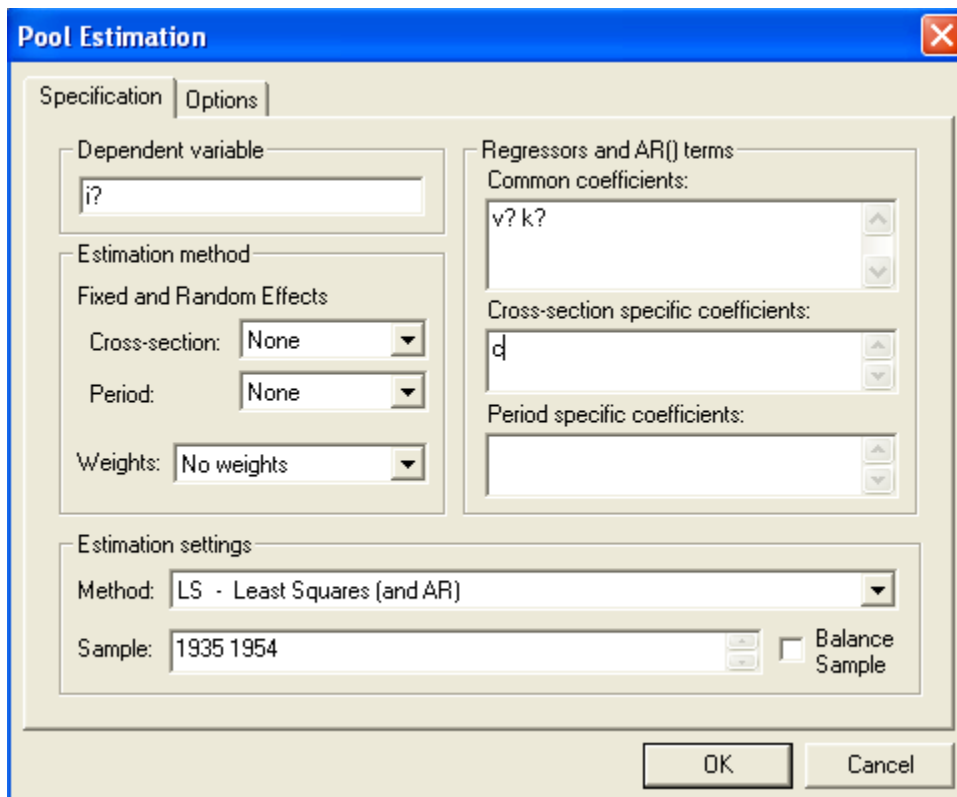 Pool Estimation
Specification
Options
Dependent variable
i?
Estimation method
Fixed and Random Effects
Cross-section: None
Period: None
Weights: No weights
Regressors and AR() terms
Common coefficients:
v? k?
Cross-section specific coefficients:
c
Period specific coefficients:
Estimation settings
Method: LS - Least Squares (and AR)
Sample: 1935 1954
Balance
Sample
OK
Cancel